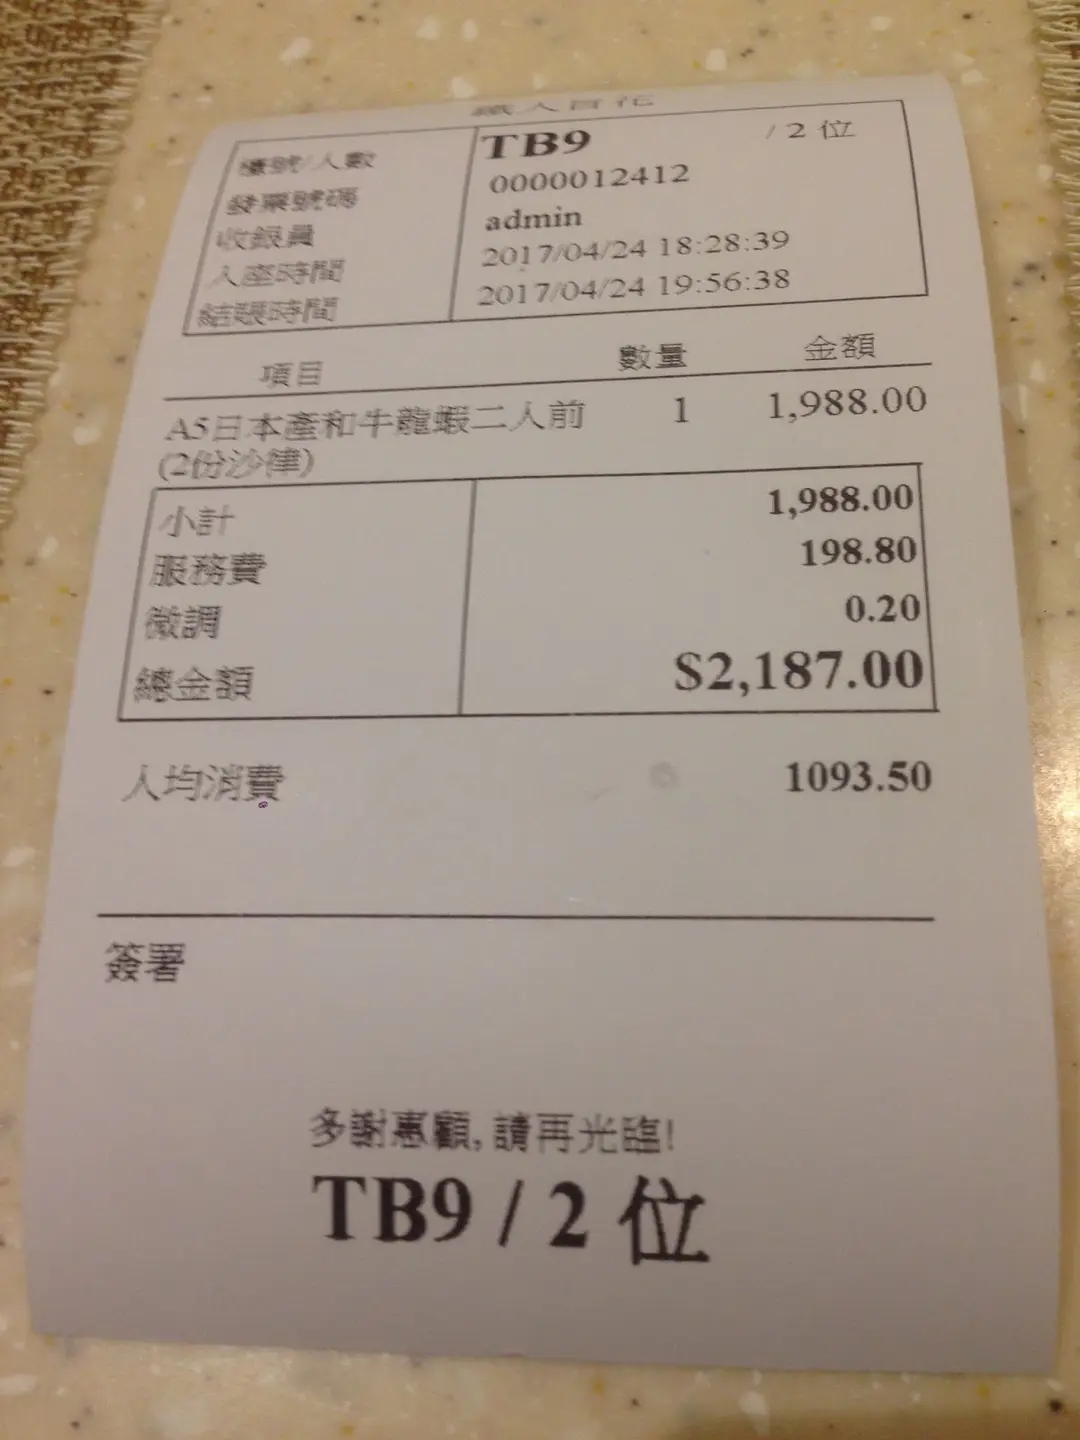 檯號/人數 TB9 / 2 位
發票號碼 0000012412
收銀員 admin
入座時間 2017/04/24 18:28:39
結賬時間 2017/04/24 19:56:38
項目 數量 金額
A5日本產和牛龍蝦二人前 1 1,988.00
(2份沙律)
小計 1,988.00
服務費 198.80
微調 0.20
總金額 $2,187.00
人均消費 1093.50
簽署
多謝惠顧, 請再光臨!
TB9 / 2 位